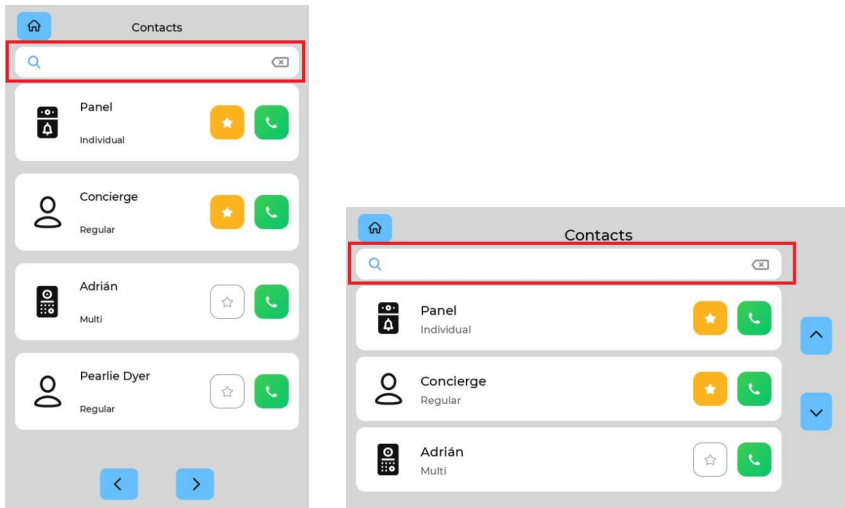 Contacts
Panel
Individual
Concierge
Regular
Adrián
Multi
Pearlie Dyer
Regular
Contacts
Panel
Individual
Concierge
Regular
Adrián
Multi